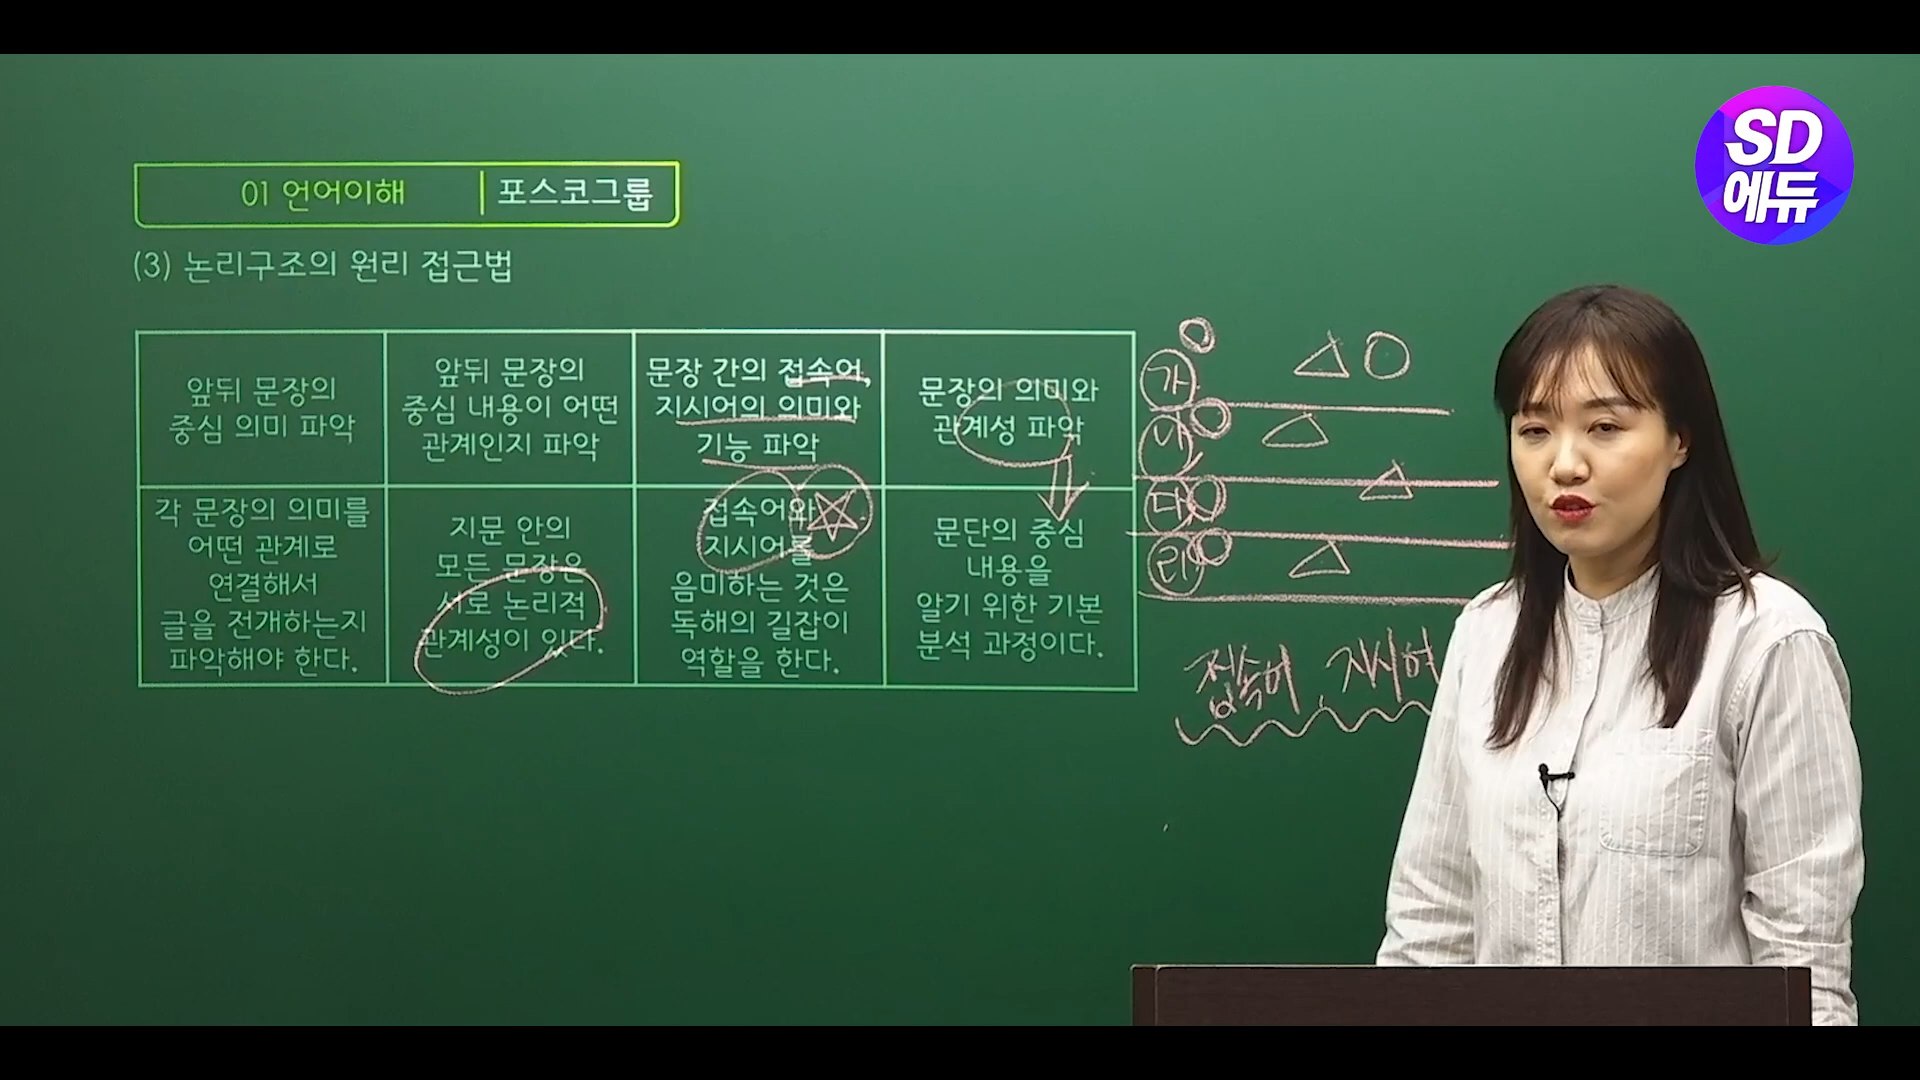 SD
에듀
01 언어이해 포스코그룹
(3) 논리구조의 원리 접근법
앞뒤 문장의
중심 의미 파악
앞뒤 문장의
중심 내용이 어떤
관계인지 파악
문장 간의 접속어,
지시어의 의미와
기능 파악
문장의 의미와
관계성 파악
각 문장의 의미를
어떤 관계로
연결해서
글을 전개하는지
파악해야 한다.
지문 안의
모든 문장은
서로 논리적
관계성이 있다.
접속어와
지시어를
음미하는 것은
독해의 길잡이
역할을 한다.
문단의 중심
내용을
알기 위한 기본
분석 과정이다.
가
나
다
라
접속어, 지시어